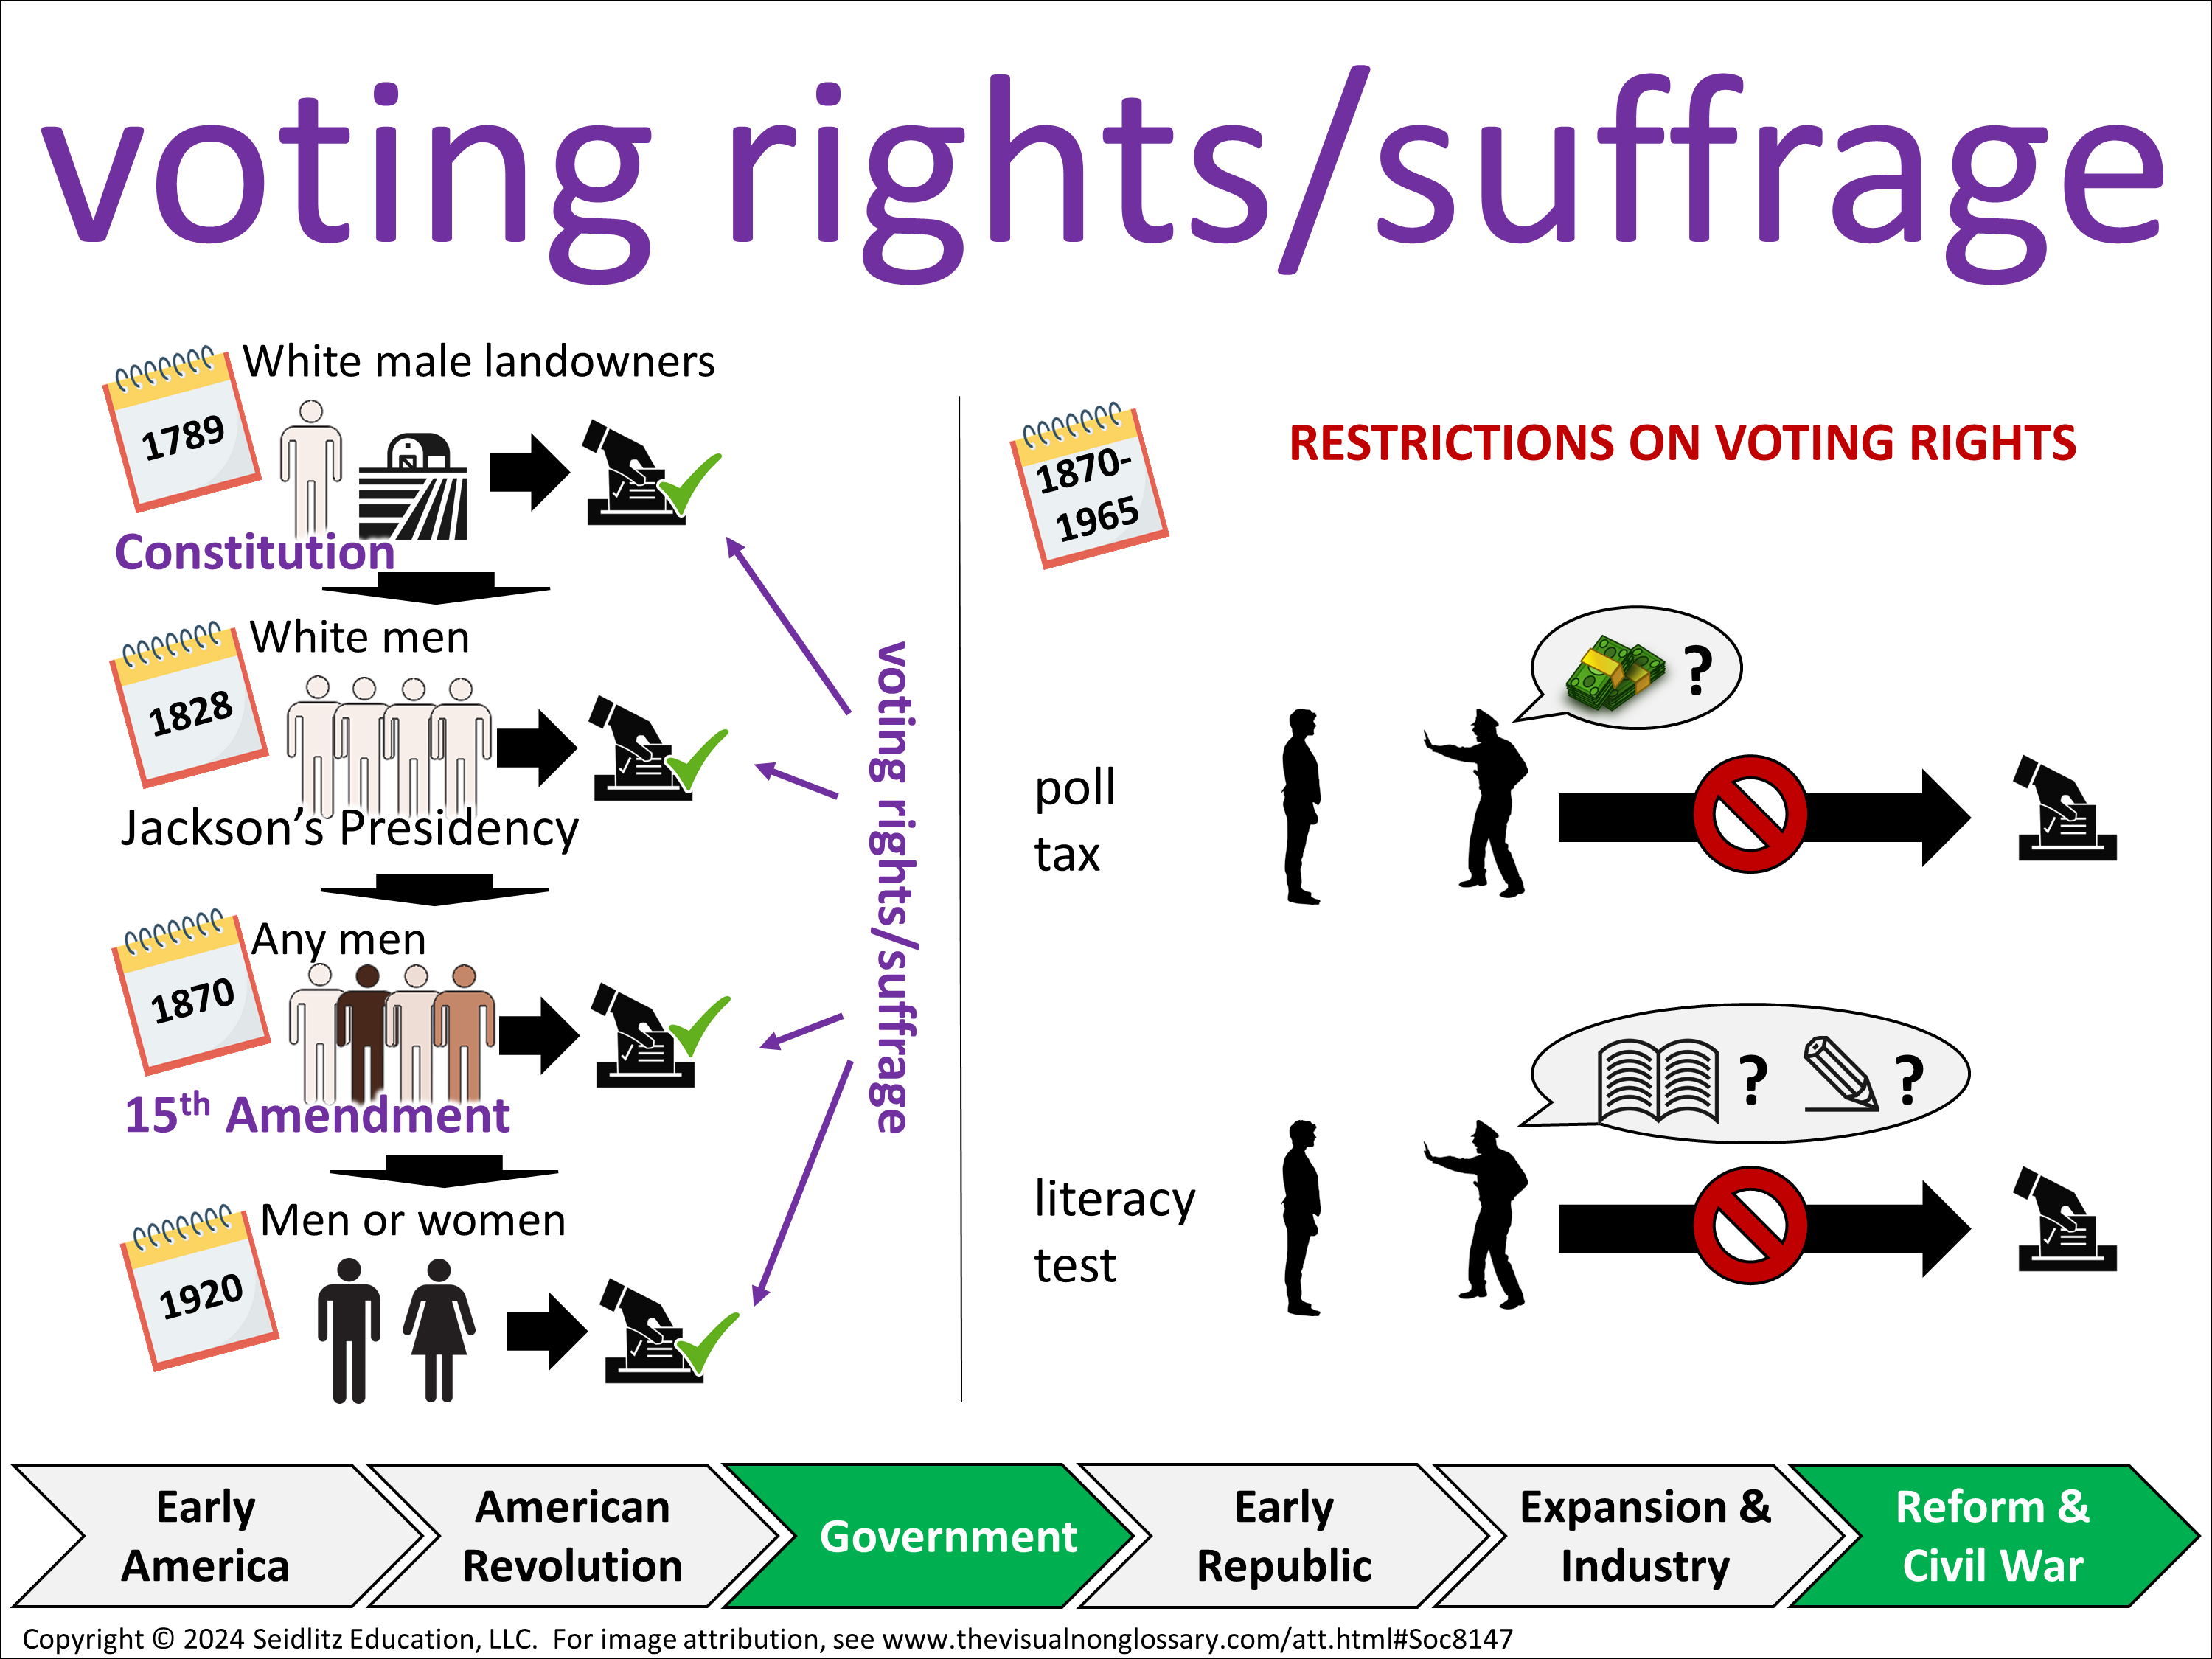 voting rights/suffrage
White male landowners
1789
Constitution
White men
1828
Jackson's Presidency
Any men
1870
15th Amendment
Men or women
1920
voting rights/suffrage
1870-
1965
RESTRICTIONS ON VOTING RIGHTS
?
poll
tax
? ?
literacy
test
Early
America
American
Revolution
Government
Early
Republic
Expansion &
Industry
Reform &
Civil War
Copyright © 2024 Seidlitz Education, LLC. For image attribution, see www.thevisualnonglossary.com/att.html#Soc8147